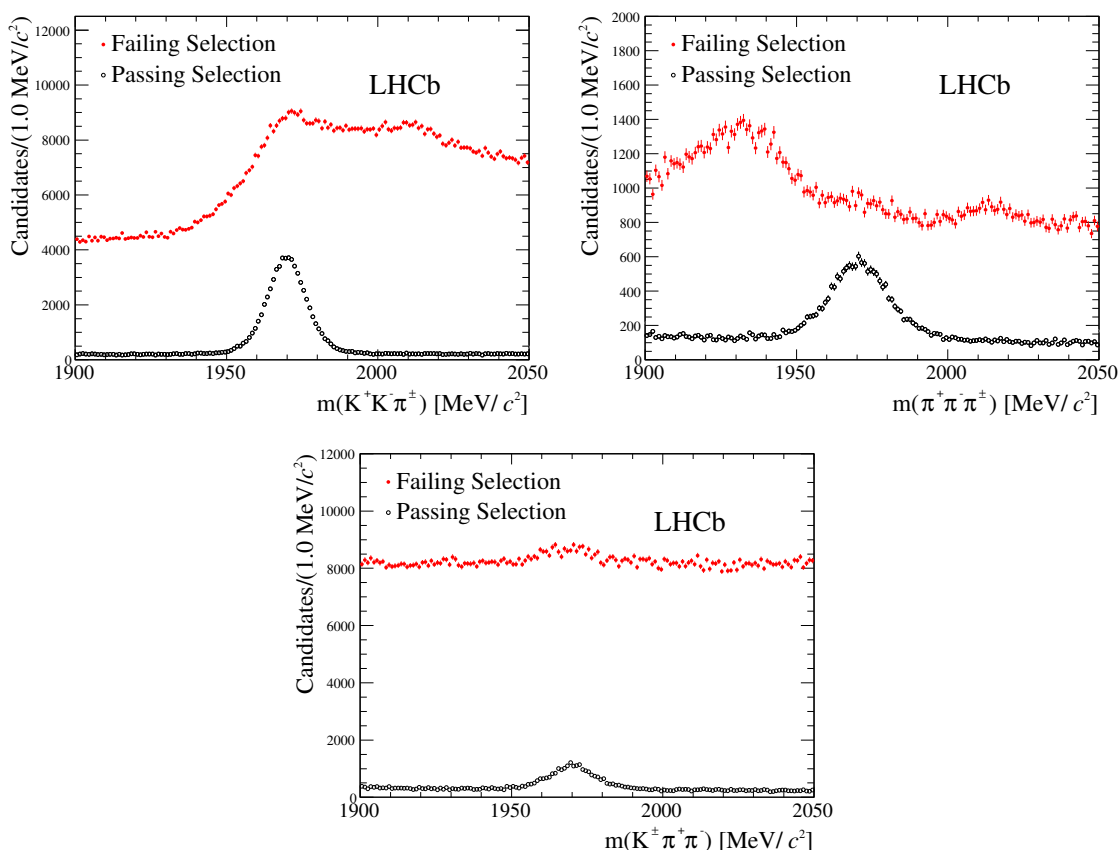 Candidates/(1.0 MeV/c²)
12500
10000
8000
6000
4000
2000
0
Failing Selection
Passing Selection
LHCb
1900 1950 2000 2050
m(K⁺K⁻π±) [MeV/c²]
Candidates/(1.0 MeV/c²)
2000
1800
1600
1400
1200
1000
800
600
400
200
0
Failing Selection
Passing Selection
LHCb
1900 1950 2000 2050
m(π⁺π⁻π±) [MeV/c²]
Candidates/(1.0 MeV/c²)
12000
10000
8000
6000
4000
2000
0
Failing Selection
Passing Selection
LHCb
1900 1950 2000 2050
m(K±π⁺π⁻) [MeV/c²]